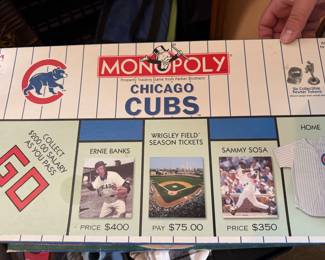 MONOPOLY
Property Trading Game from Parker Brothers
CHICAGO
CUBS
Six Collectible
Pewter Tokens
COLLECT
$200.00 SALARY
AS YOU PASS
GO
ERNIE BANKS
PRICE $400
WRIGLEY FIELD
SEASON TICKETS
PAY $75.00
SAMMY SOSA
PRICE $350
HOME